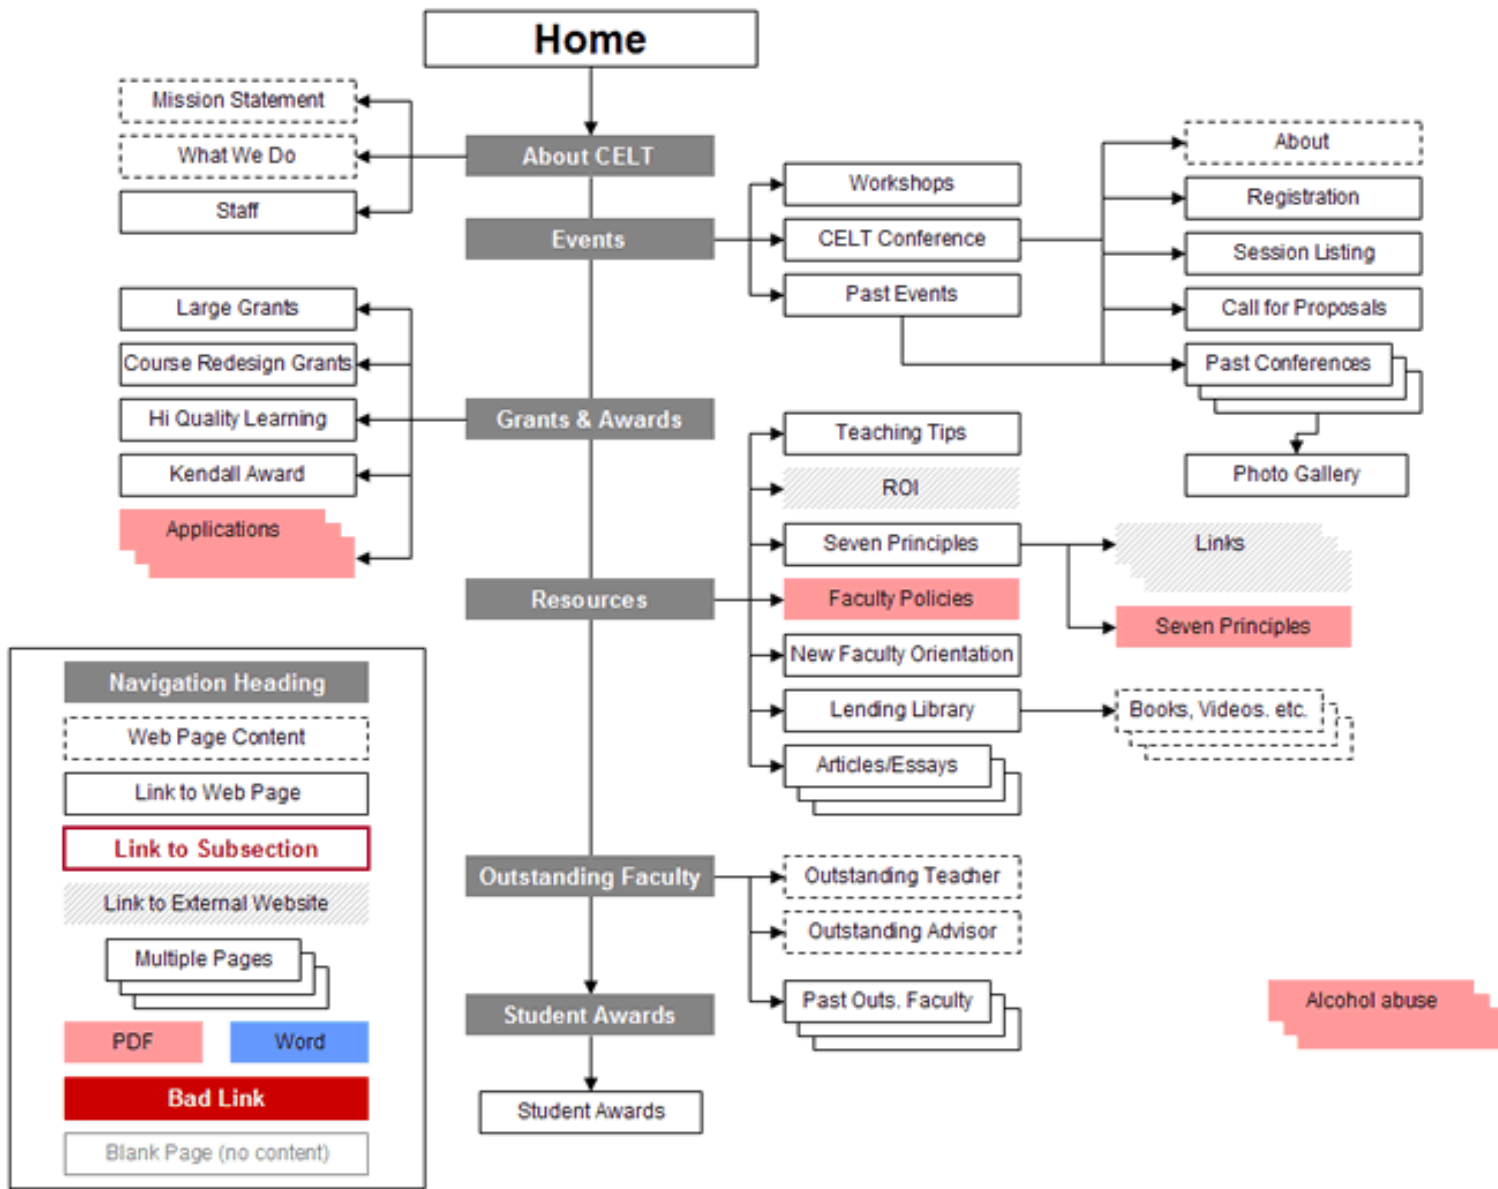 Home
Mission Statement
What We Do
Staff
About CELT
Events
Workshops
CELT Conference
Past Events
About
Registration
Session Listing
Call for Proposals
Past Conferences
Photo Gallery
Large Grants
Course Redesign Grants
Hi Quality Learning
Kendall Award
Applications
Grants & Awards
Resources
Teaching Tips
ROI
Seven Principles
Faculty Policies
New Faculty Orientation
Lending Library
Articles/Essays
Links
Seven Principles
Books, Videos. etc.
Outstanding Faculty
Outstanding Teacher
Outstanding Advisor
Past Outs. Faculty
Student Awards
Student Awards
Alcohol abuse
Navigation Heading
Web Page Content
Link to Web Page
Link to Subsection
Link to External Website
Multiple Pages
PDF
Word
Bad Link
Blank Page (no content)